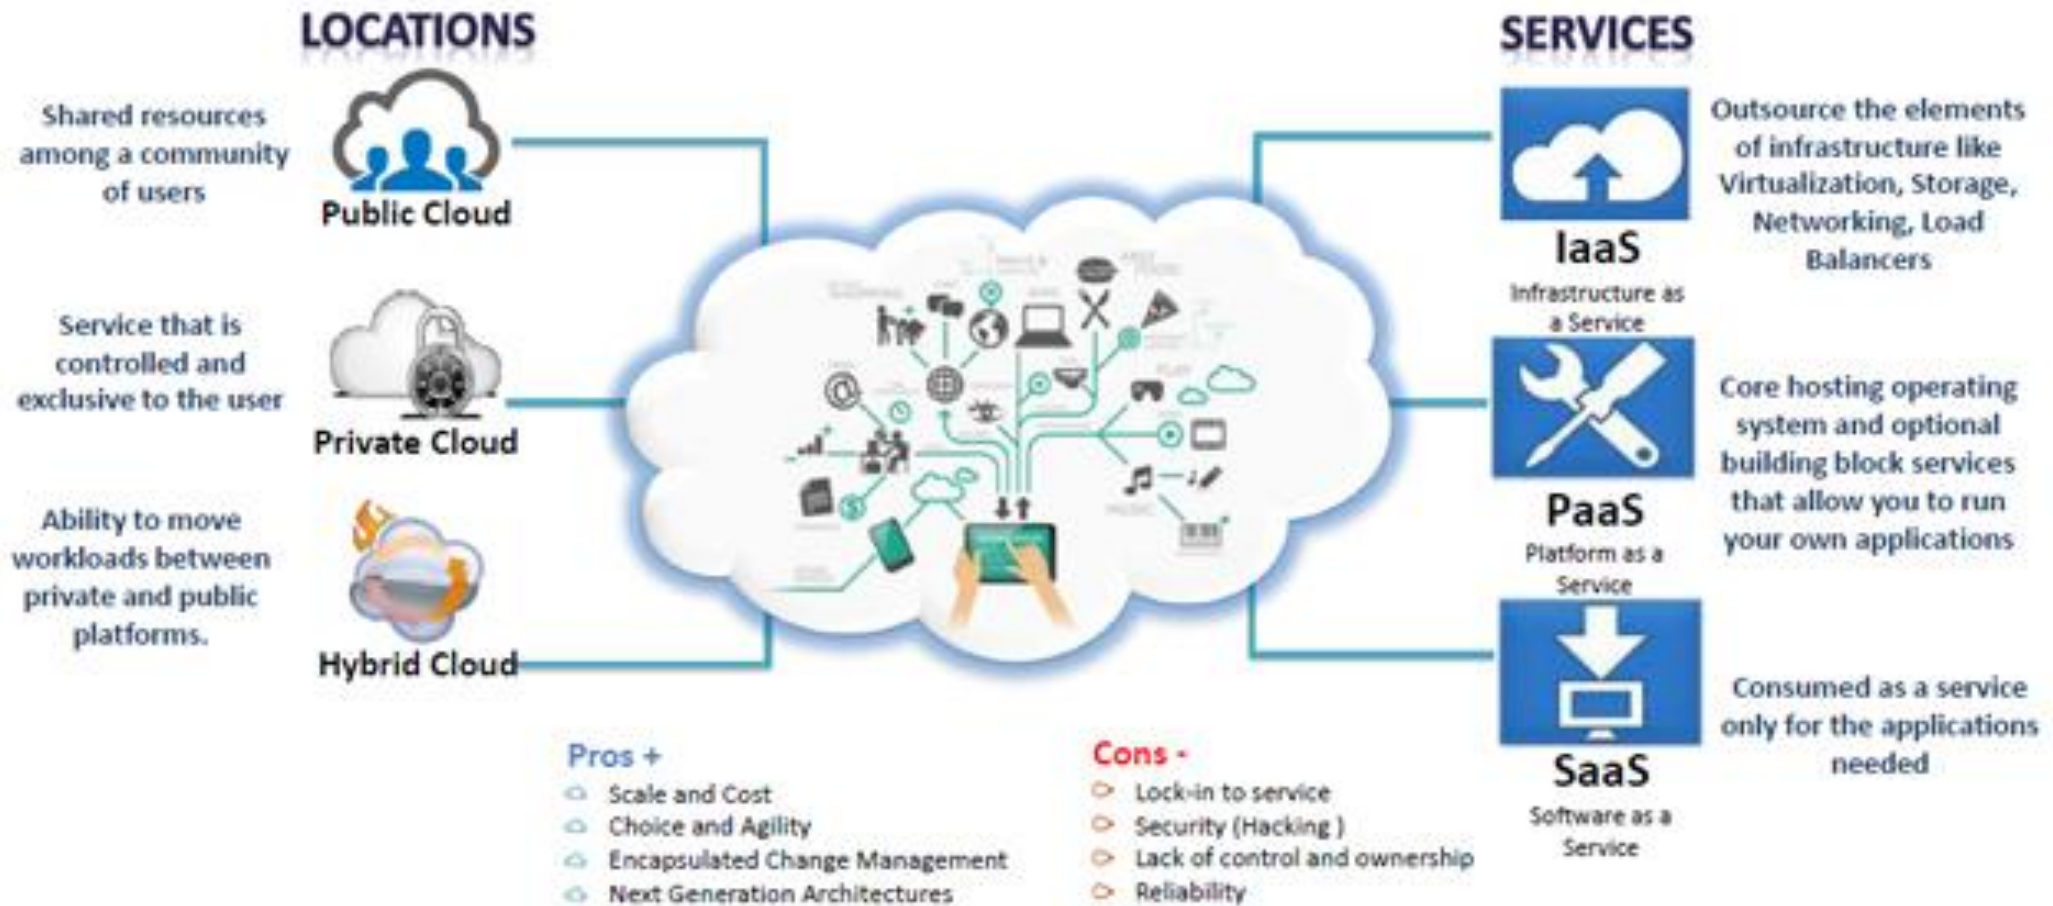 LOCATIONS
Shared resources
among a community
of users
Public Cloud
Service that is
controlled and
exclusive to the user
Private Cloud
Ability to move
workloads between
private and public
platforms.
Hybrid Cloud
SERVICES
IaaS
Infrastructure as
a Service
Outsource the elements
of infrastructure like
Virtualization, Storage,
Networking, Load
Balancers
PaaS
Platform as a
Service
Core hosting operating
system and optional
building block services
that allow you to run
your own applications
SaaS
Software as a
Service
Consumed as a service
only for the applications
needed
Pros +
Scale and Cost
Choice and Agility
Encapsulated Change Management
Next Generation Architectures
Cons -
Lock-in to service
Security (Hacking )
Lack of control and ownership
Reliability